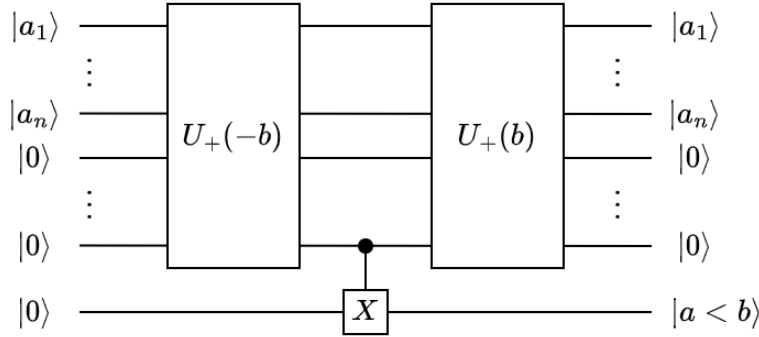 |a₁⟩ |a₁⟩
⋮ ⋮
|aₙ⟩ |aₙ⟩
U₊(−b) U₊(b)
|0⟩ |0⟩
⋮ ⋮
|0⟩ |0⟩
|0⟩ X |a < b⟩